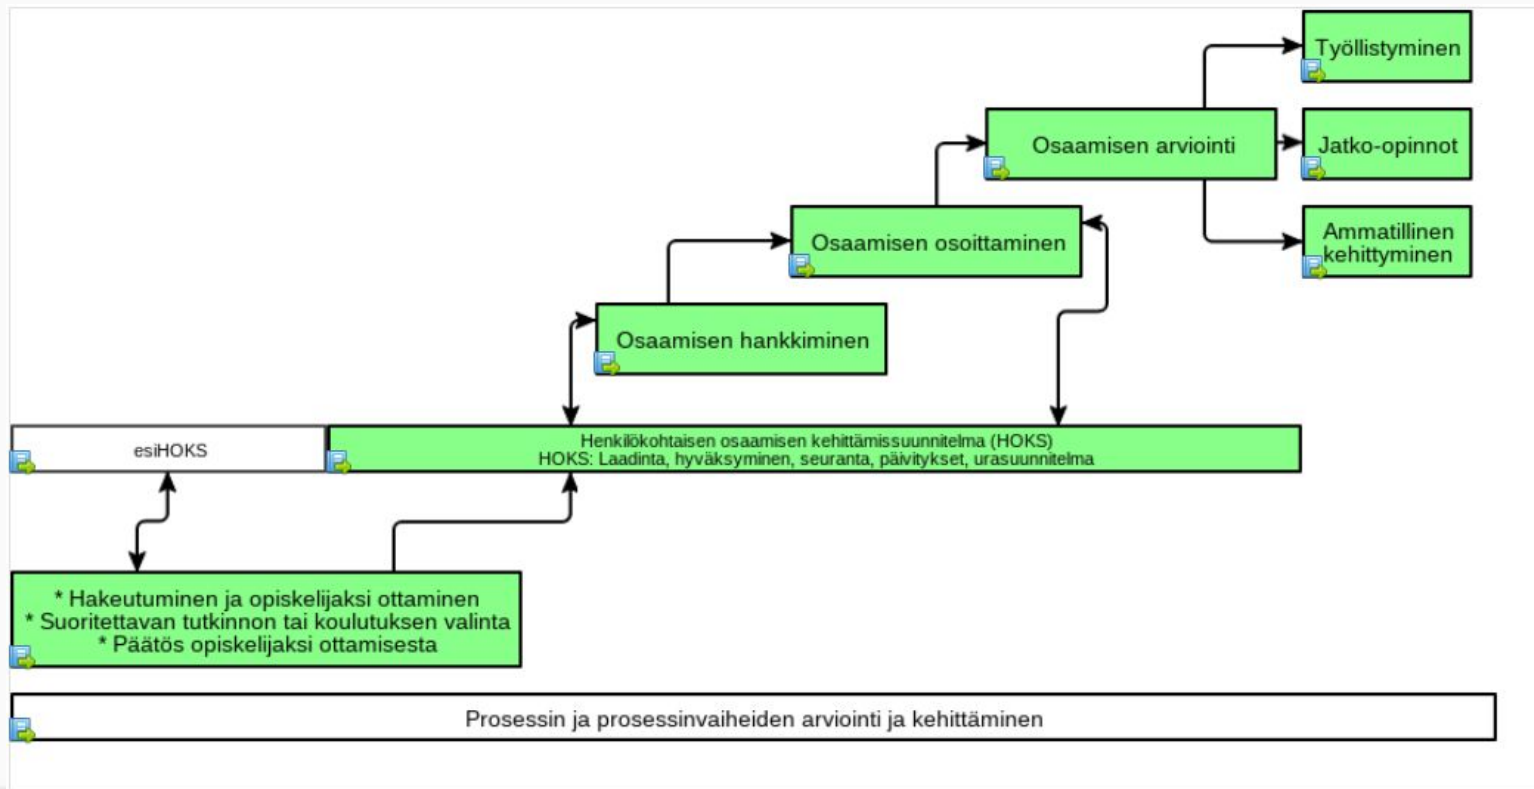 Työllistyminen
Osaamisen arviointi
Jatko-opinnot
Osaamisen osoittaminen
Ammatillinen
kehittyminen
Osaamisen hankkiminen
esiHOKS
Henkilökohtaisen osaamisen kehittämissuunnitelma (HOKS)
HOKS: Laadinta, hyväksyminen, seuranta, päivitykset, urasuunnitelma
* Hakeutuminen ja opiskelijaksi ottaminen
* Suoritettavan tutkinnon tai koulutuksen valinta
* Päätös opiskelijaksi ottamisesta
Prosessin ja prosessinvaiheiden arviointi ja kehittäminen